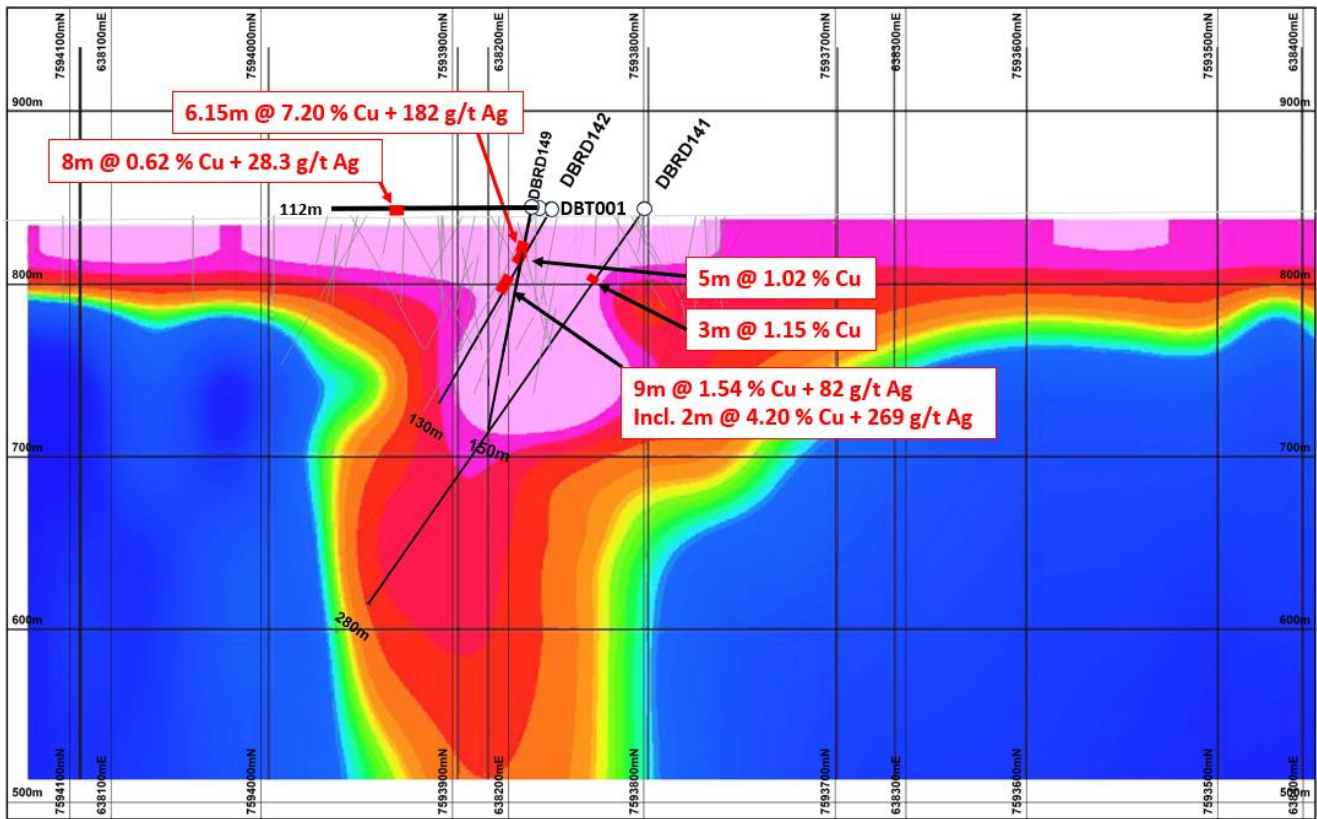 7594100mN
638100mE
7594000mN
7593900mN
638200mE
7593800mN
7593700mN
638300mE
7593600mN
7593500mN
638400mE
900m
900m
6.15m @ 7.20 % Cu + 182 g/t Ag
8m @ 0.62 % Cu + 28.3 g/t Ag
DBRD149
DBRD142
DBRD141
112m
DBT001
5m @ 1.02 % Cu
800m
800m
3m @ 1.15 % Cu
9m @ 1.54 % Cu + 82 g/t Ag
Incl. 2m @ 4.20 % Cu + 269 g/t Ag
130m
150m
700m
700m
280m
600m
600m
500m
500m
7594100mN
638100mE
7594000mN
7593900mN
638200mE
7593800mN
7593700mN
638300mE
7593600mN
7593500mN